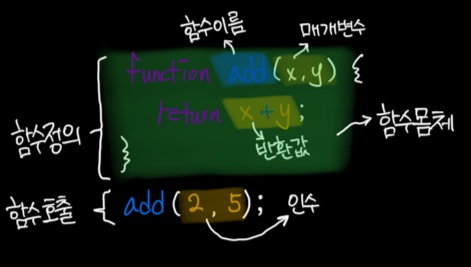 함수이름
매개변수
function add(x,y) {
return x+y;
반환값
함수몸체
}
함수정의
함수호출 { add(2, 5); 인수